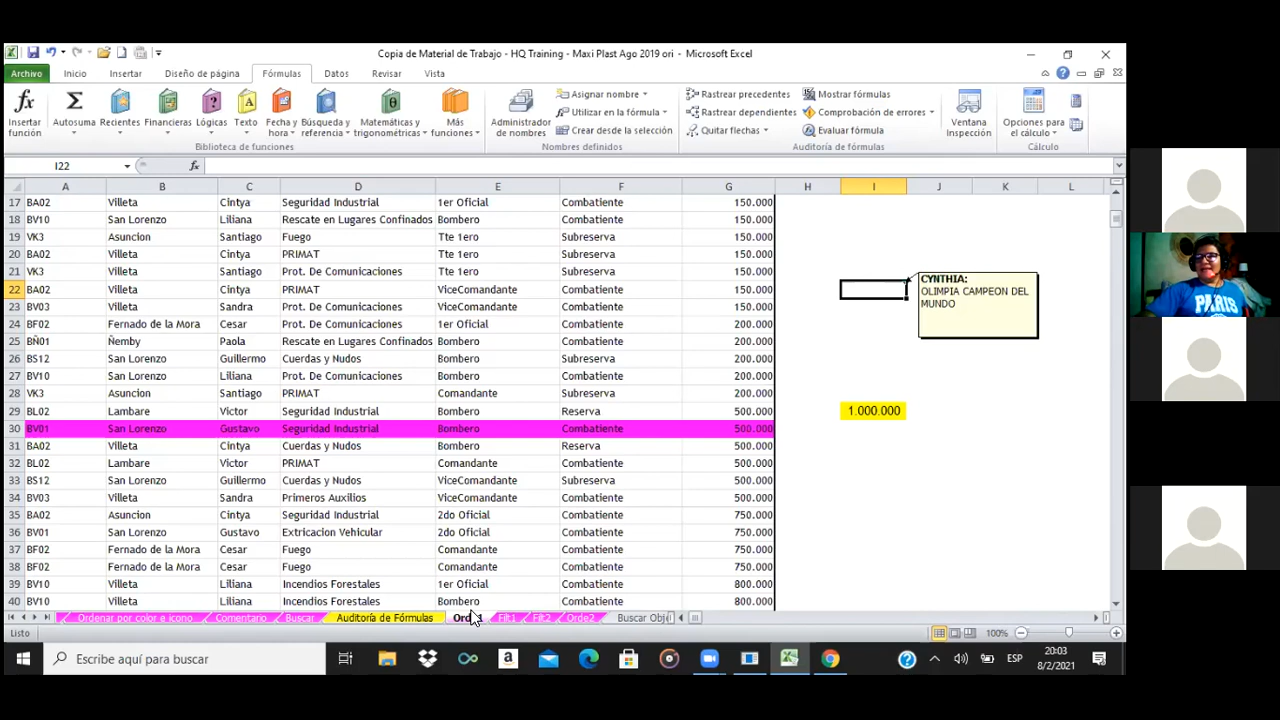 Copia de Material de Trabajo - HQ Training - Maxi Plast Ago 2019 ori - Microsoft Excel
Archivo Inicio Insertar Diseño de página Fórmulas Datos Revisar Vista
Insertar función
Autosuma
Recientes
Financieras
Lógicas
Texto
Fecha y hora
Búsqueda y referencia
Matemáticas y trigonométricas
Más funciones
Biblioteca de funciones
Administrador de nombres
Asignar nombre
Utilizar en la fórmula
Crear desde la selección
Nombres definidos
Rastrear precedentes
Rastrear dependientes
Quitar flechas
Mostrar fórmulas
Comprobación de errores
Evaluar fórmula
Auditoría de fórmulas
Ventana Inspección
Opciones para el cálculo
Cálculo
I22 fx
A B C D E F G H I J K L
17 BA02 Villeta Cintya Seguridad Industrial 1er Oficial Combatiente 150.000
18 BV10 San Lorenzo Liliana Rescate en Lugares Confinados Bombero Combatiente 150.000
19 VK3 Asuncion Santiago Fuego Tte 1ero Subreserva 150.000
20 BA02 Villeta Cintya PRIMAT Tte 1ero Subreserva 150.000
21 VK3 Asuncion Santiago Prot. De Comunicaciones Tte 1ero Subreserva 150.000
22 BA02 Villeta Cintya PRIMAT ViceComandante Combatiente 150.000
23 BV03 Villeta Sandra Prot. De Comunicaciones ViceComandante Combatiente 150.000
24 BF02 Fernado de la Mora Cesar Prot. De Comunicaciones 1er Oficial Combatiente 200.000
25 BÑ01 Ñemby Paola Rescate en Lugares Confinados Bombero Combatiente 200.000
26 BS12 San Lorenzo Guillermo Cuerdas y Nudos Bombero Subreserva 200.000
27 BV10 San Lorenzo Liliana Prot. De Comunicaciones Bombero Subreserva 200.000
28 VK3 Asuncion Santiago PRIMAT Comandante Subreserva 200.000
29 BL02 Lambare Victor Seguridad Industrial Bombero Reserva 500.000 1.000.000
30 BV01 San Lorenzo Gustavo Seguridad Industrial Bombero Combatiente 500.000
31 BA02 Villeta Cintya Cuerdas y Nudos Bombero Reserva 500.000
32 BL02 Lambare Victor PRIMAT Comandante Combatiente 500.000
33 BS12 San Lorenzo Guillermo Cuerdas y Nudos ViceComandante Subreserva 500.000
34 BV03 Villeta Sandra Primeros Auxilios ViceComandante Combatiente 500.000
35 BA02 Asuncion Cintya Seguridad Industrial 2do Oficial Combatiente 750.000
36 BV01 San Lorenzo Gustavo Extricacion Vehicular 2do Oficial Combatiente 750.000
37 BF02 Fernado de la Mora Cesar Fuego Comandante Combatiente 750.000
38 BF02 Fernado de la Mora Cesar Fuego Comandante Combatiente 750.000
39 BV10 Villeta Liliana Incendios Forestales 1er Oficial Combatiente 800.000
40 BV10 Villeta Liliana Incendios Forestales Bombero Combatiente 800.000
CYNTHIA:
OLIMPIA CAMPEON DEL
MUNDO
PARIS
Ordenar por color e icono Comentario Buscar Auditoría de Fórmulas Filt1 Filt2 Orde2 Buscar Obje
Listo 100%
Escribe aquí para buscar
ESP
20:03
8/2/2021